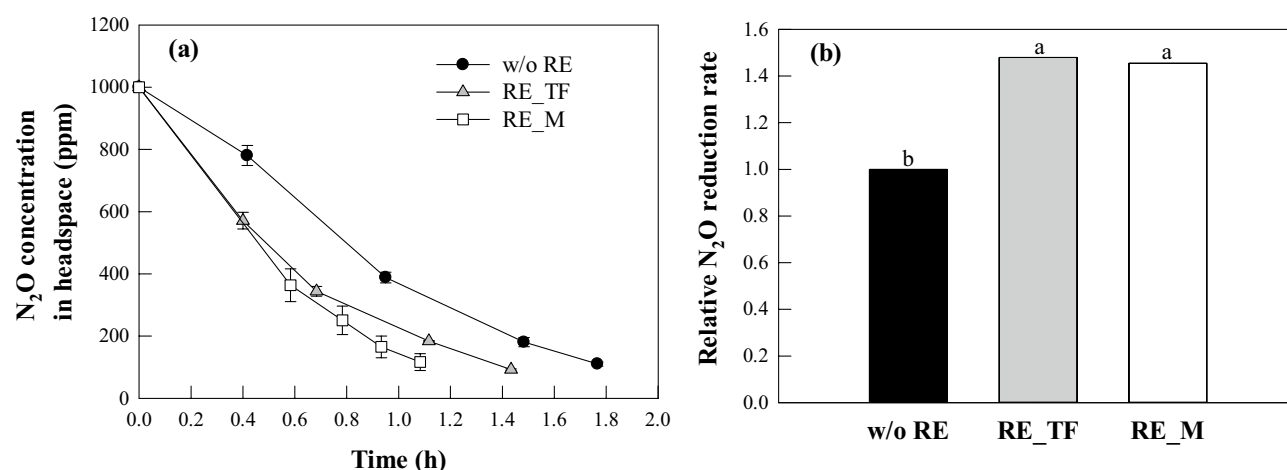 (a)
w/o RE
RE_TF
RE_M
N₂O concentration
in headspace (ppm)
1200
1000
800
600
400
200
0
0.0 0.2 0.4 0.6 0.8 1.0 1.2 1.4 1.6 1.8 2.0
Time (h)
(b)
Relative N₂O reduction rate
1.6
1.4
1.2
1.0
0.8
0.6
0.4
0.2
0.0
b
a
a
w/o RE RE_TF RE_M